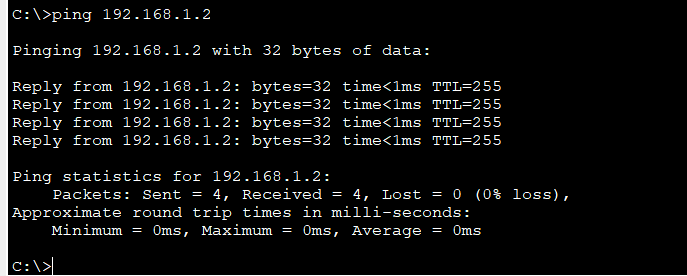 C:\>ping 192.168.1.2
Pinging 192.168.1.2 with 32 bytes of data:
Reply from 192.168.1.2: bytes=32 time<1ms TTL=255
Reply from 192.168.1.2: bytes=32 time<1ms TTL=255
Reply from 192.168.1.2: bytes=32 time<1ms TTL=255
Reply from 192.168.1.2: bytes=32 time<1ms TTL=255
Ping statistics for 192.168.1.2:
    Packets: Sent = 4, Received = 4, Lost = 0 (0% loss),
Approximate round trip times in milli-seconds:
    Minimum = 0ms, Maximum = 0ms, Average = 0ms
C:\>